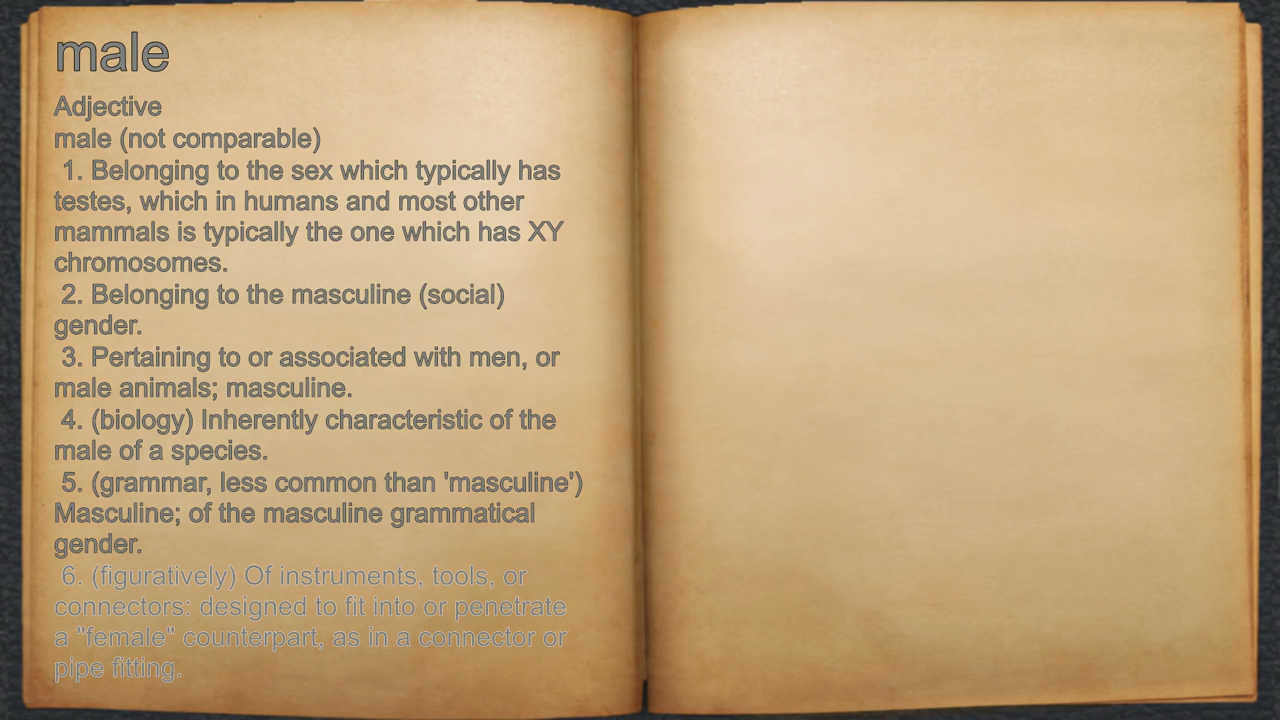 male
Adjective
male (not comparable)
1. Belonging to the sex which typically has
testes, which in humans and most other
mammals is typically the one which has XY
chromosomes.
2. Belonging to the masculine (social)
gender.
3. Pertaining to or associated with men, or
male animals; masculine.
4. (biology) Inherently characteristic of the
male of a species.
5. (grammar, less common than 'masculine')
Masculine; of the masculine grammatical
gender.
6. (figuratively) Of instruments, tools, or
connectors: designed to fit into or penetrate
a "female" counterpart, as in a connector or
pipe fitting.